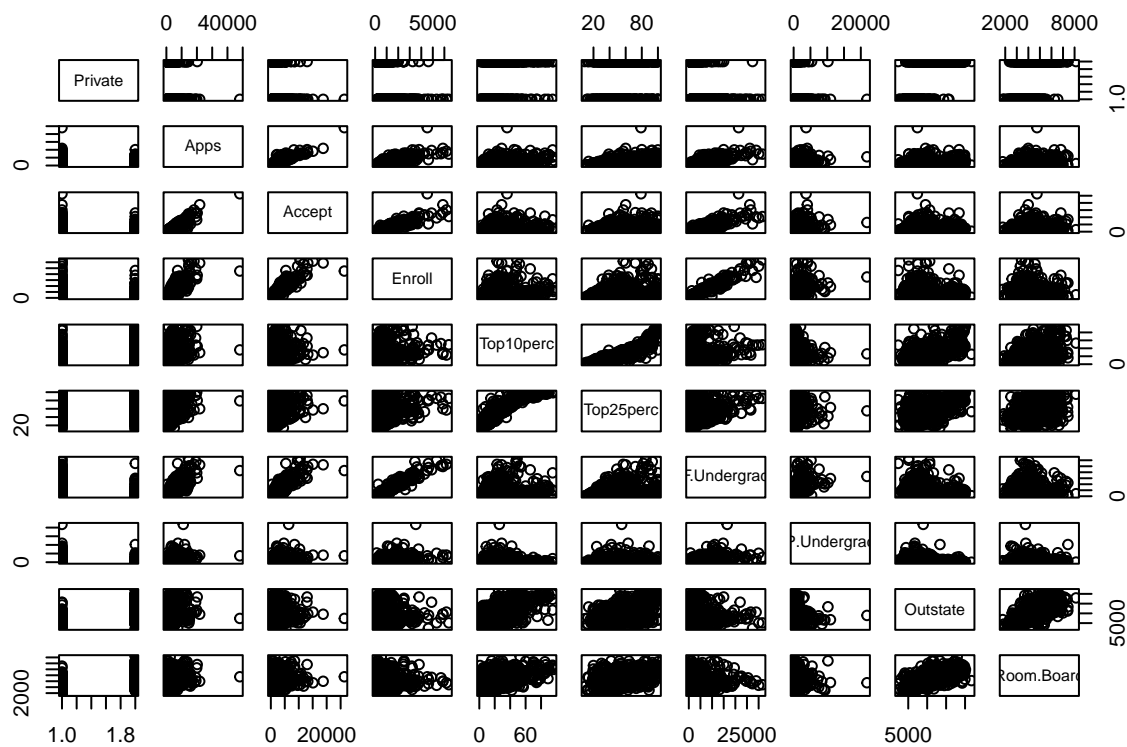 0 40000 0 5000 20 80 0 20000 2000 8000
Private
1.0
Apps
0
Accept
0
Enroll
0
Top10perc
0
Top25perc
20
F.Undergrad
0
P.Undergrad
0
Outstate
5000
Room.Board
2000
1.0 1.8 0 20000 0 60 0 25000 5000